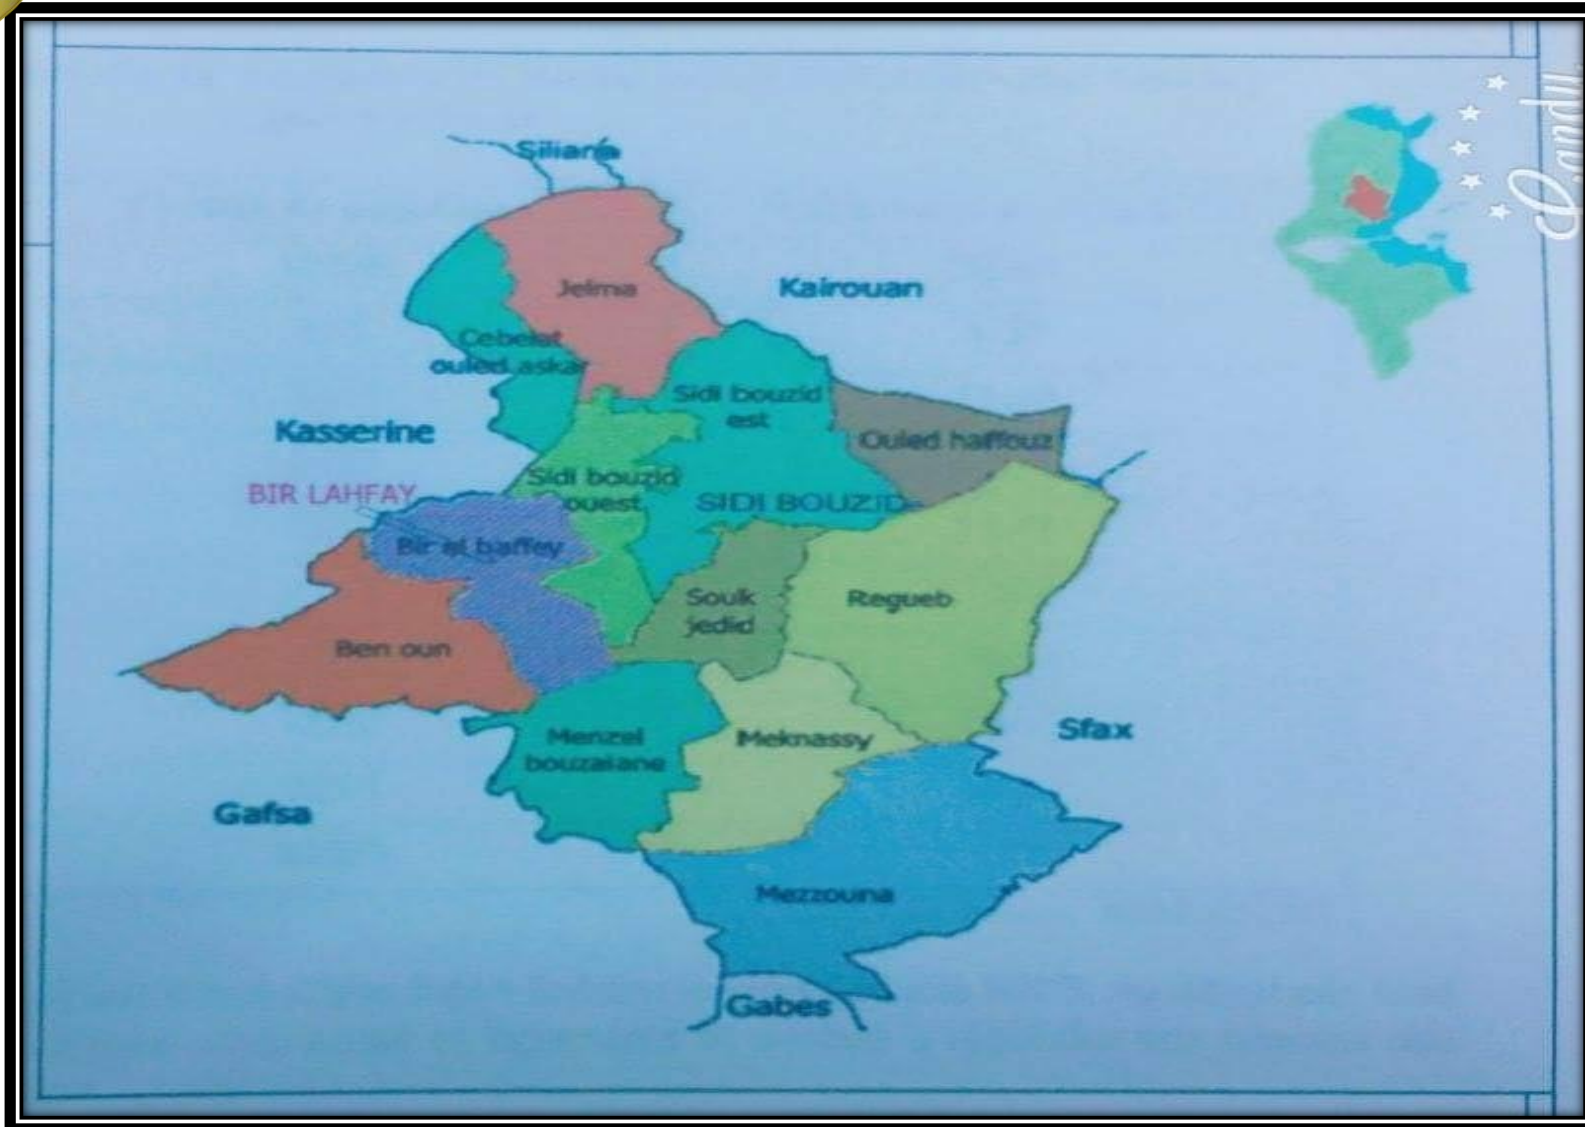 Siliana
Jelma
Kairouan
Cebelet
ouled askar
Sidi bouzid
est
Kasserine
Ouled haffouz
Sidi bouzid
ouest
BIR LAHFAY
SIDI BOUZID
Bir el haffey
Souk
jedid
Regueb
Ben oun
Sfax
Menzel
bouzaiane
Meknassy
Gafsa
Mezzouna
Gabes